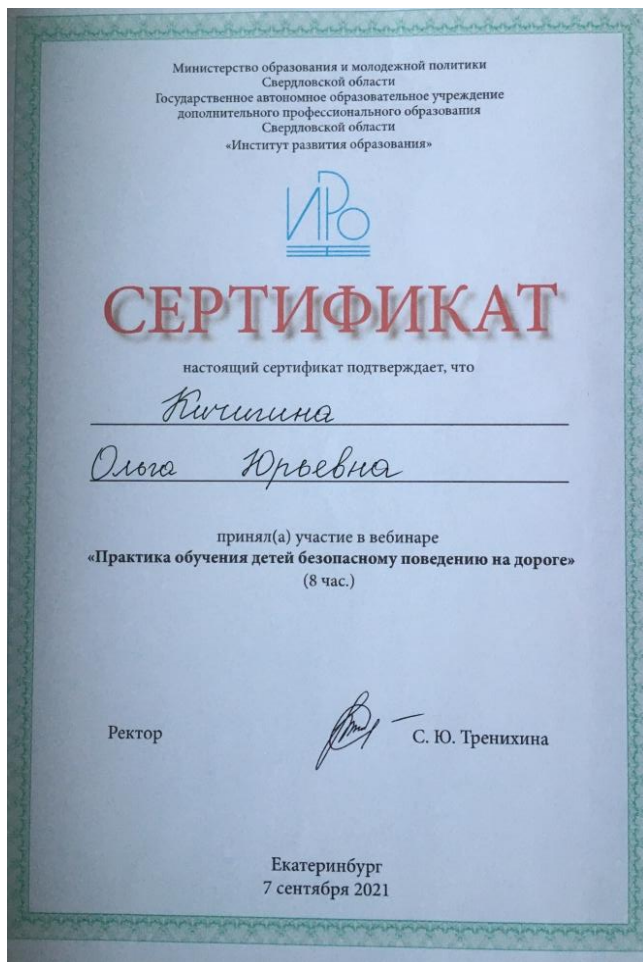 Министерство образования и молодежной политики
Свердловской области
Государственное автономное образовательное учреждение
дополнительного профессионального образования
Свердловской области
«Институт развития образования»
ИРО
СЕРТИФИКАТ
настоящий сертификат подтверждает, что
Кичигина
Ольга Юрьевна
принял(а) участие в вебинаре
«Практика обучения детей безопасному поведению на дороге»
(8 час.)
Ректор С. Ю. Тренихина
Екатеринбург
7 сентября 2021